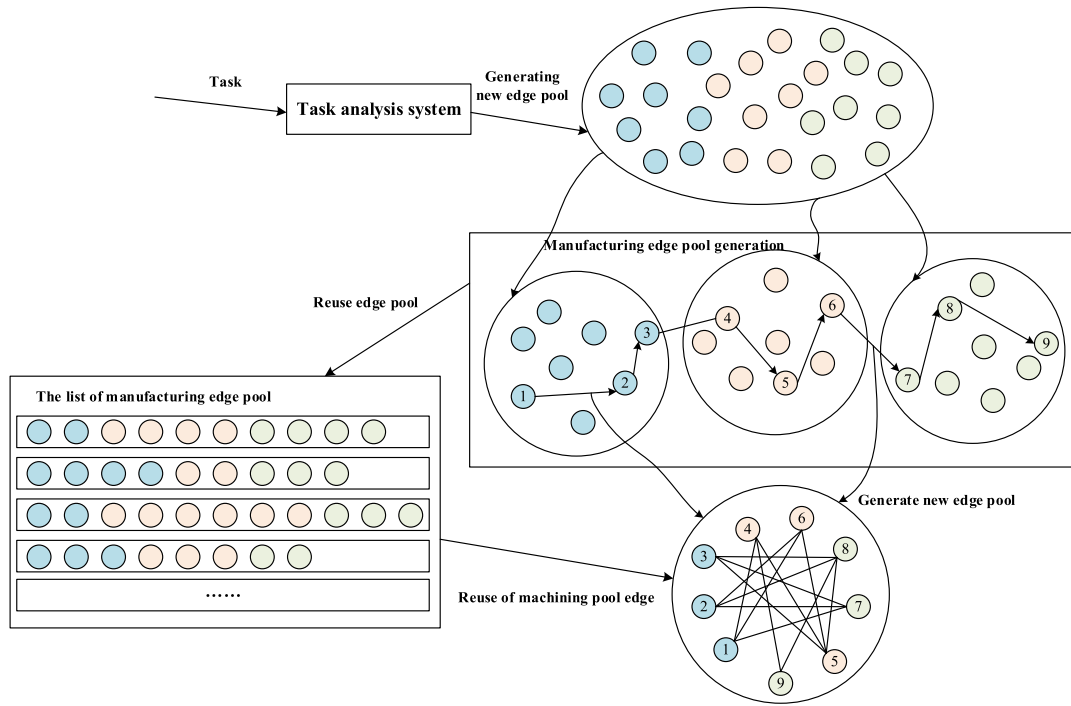 Task
Task analysis system
Generating
new edge pool
Manufacturing edge pool generation
1
2
3
4
5
6
7
8
9
Reuse edge pool
The list of manufacturing edge pool
......
Generate new edge pool
Reuse of machining pool edge
4
6
3
8
2
7
1
5
9